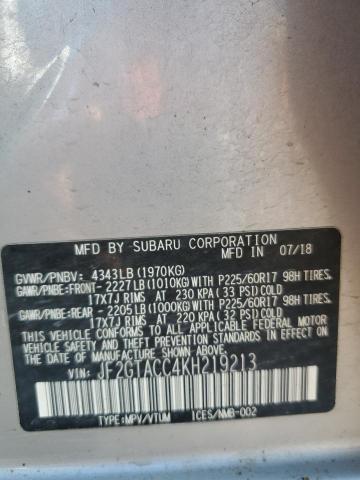 MFD BY SUBARU CORPORATION
MFD IN 07/18
GVWR/PNBV: 4343LB (1970KG)
GAWR/PNBE:FRONT- 2227LB (1010KG)WITH P225/60R17 98H TIRES.
17x7J RIMS AT 230 KPA(33 PSI)COLD
GAWR/PNBE:REAR - 2205LB (1000KG)WITH P225/60R17 98H TIRES.
17x7J RIMS AT 220 KPA(32 PSI)COLD
THIS VEHICLE CONFORMS TO ALL APPLICABLE FEDERAL MOTOR
VEHICLE SAFETY AND THEFT PREVENTION STANDARDS IN EFFECT ON
THE DATE OF MANUFACTURE SHOWN ABOVE.
VIN: JF2GTACC4KH219213
TYPE:MPV/VTUM ICES/NMB-002